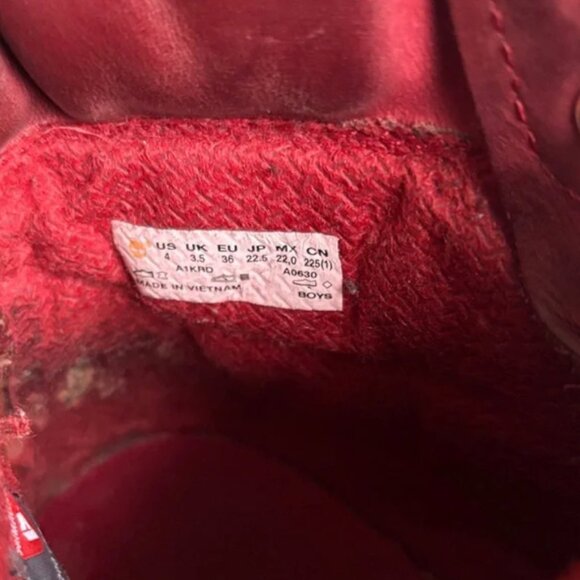 US UK EU JP MX CN
4 3.5 36 22.5 22,0 225(1)
A1KRD A0630
MADE IN VIETNAM BOYS